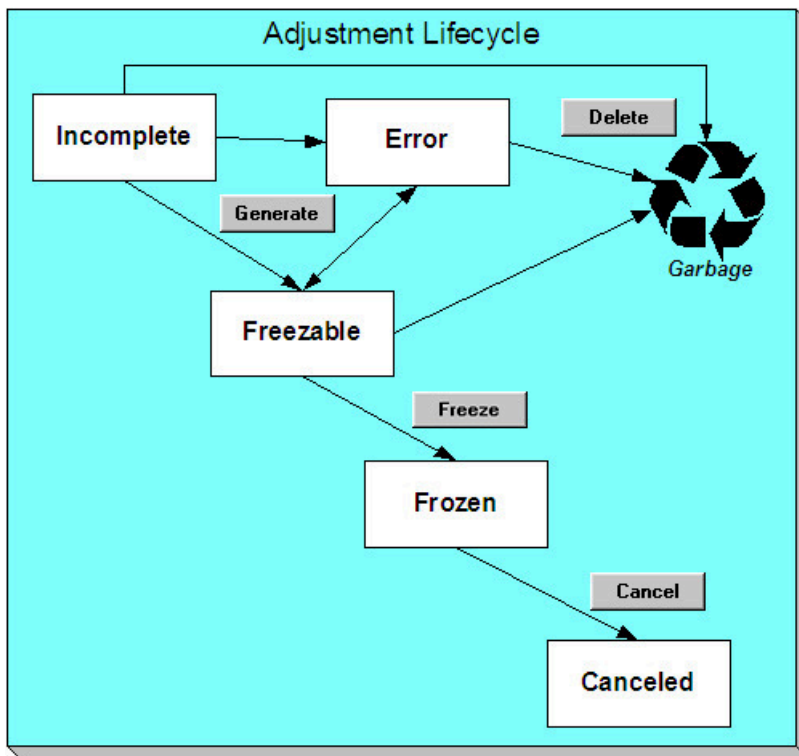 Adjustment Lifecycle
Incomplete
Error
Delete
Generate
Garbage
Freezable
Freeze
Frozen
Cancel
Canceled